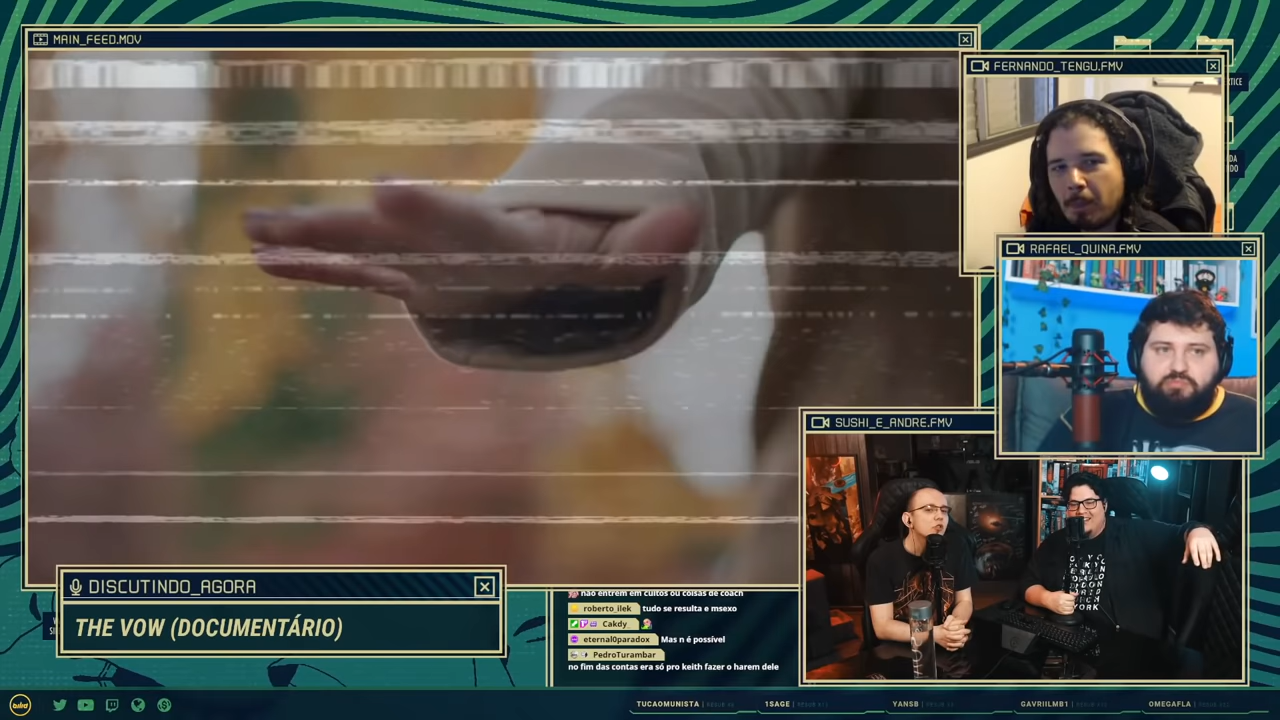 MAIN_FEED.MOV
FERNANDO_TENGU.FMV
RAFAEL_QUINA.FMV
SUSHI_E_ANDRE.FMV
DISCUTINDO_AGORA
THE VOW (DOCUMENTÁRIO)
não entrem em cultos ou coisas de coach
roberto_ilek tudo se resulta e msexo
Cakdy
eternal0paradox Mas n é possível
PedroTurambar
no fim das contas era só pro keith fazer o harem dele
TUCAOMUNISTA
1SAGE
YANSB
GAVRIILMB1
OMEGAFLA